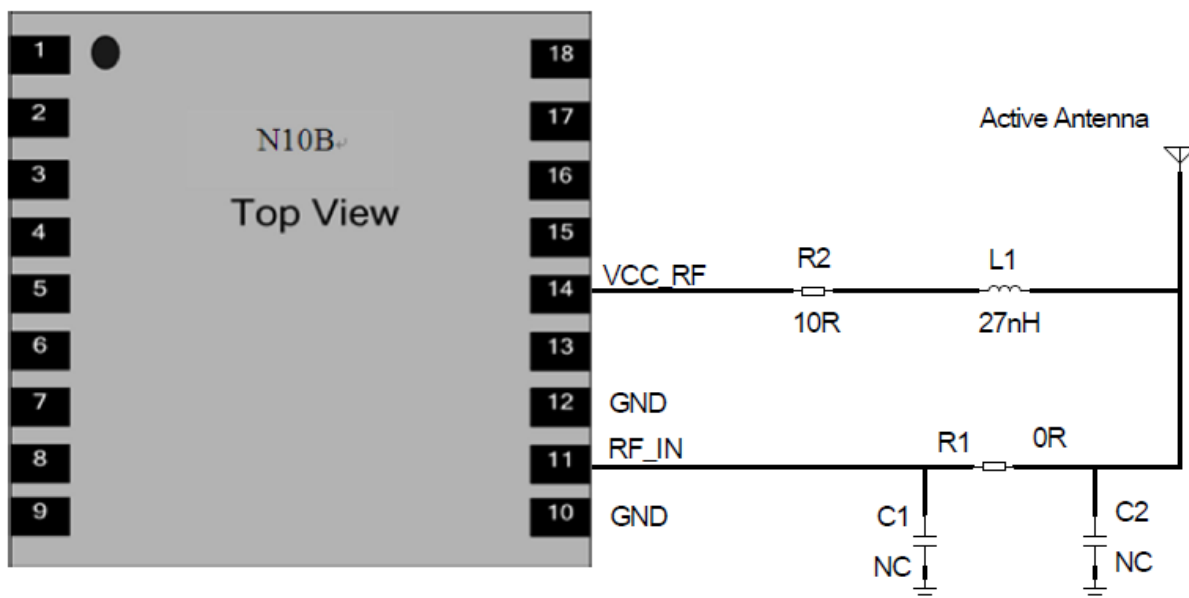 1
18
2
17
N10B
3
16
Top View
4
15
5
14
6
13
7
12
8
11
9
10
Active Antenna
VCC_RF
R2
L1
10R
27nH
GND
RF_IN
R1
0R
GND
C1
C2
NC
NC